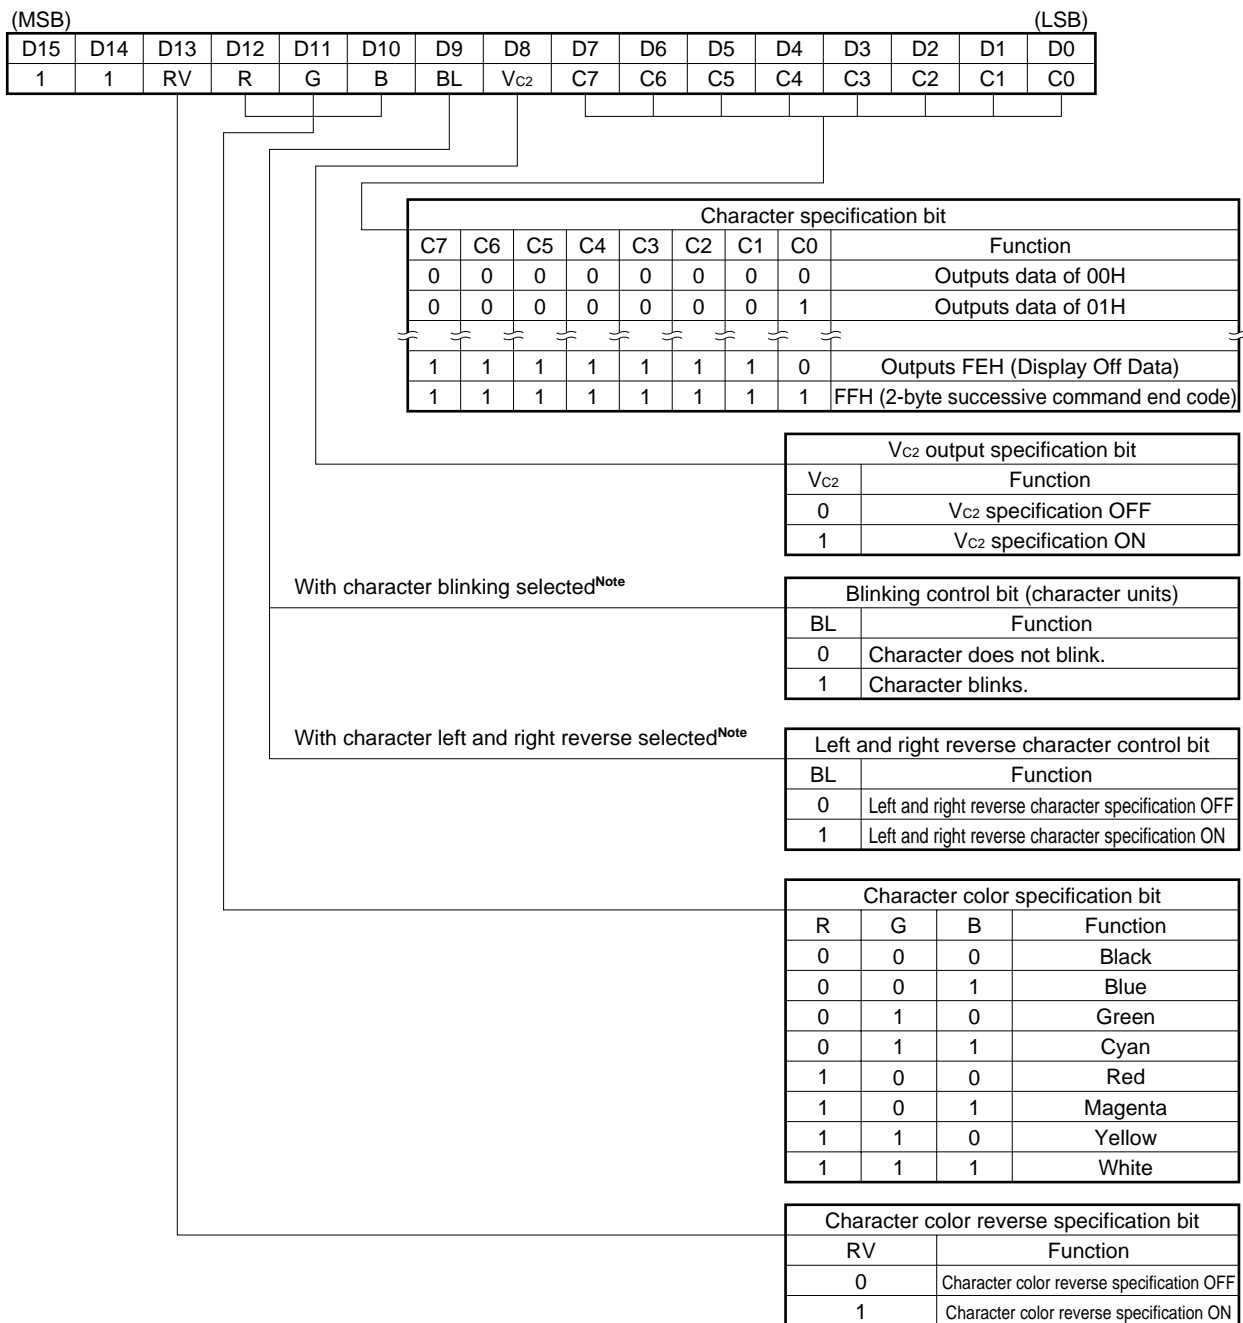 (MSB) (LSB)
D15 D14 D13 D12 D11 D10 D9 D8 D7 D6 D5 D4 D3 D2 D1 D0
1 1 RV R G B BL VC2 C7 C6 C5 C4 C3 C2 C1 C0
Character specification bit
C7 C6 C5 C4 C3 C2 C1 C0 Function
0 0 0 0 0 0 0 0 Outputs data of 00H
0 0 0 0 0 0 0 1 Outputs data of 01H
1 1 1 1 1 1 1 0 Outputs FEH (Display Off Data)
1 1 1 1 1 1 1 1 FFH (2-byte successive command end code)
VC2 output specification bit
VC2 Function
0 VC2 specification OFF
1 VC2 specification ON
With character blinking selectedNote
Blinking control bit (character units)
BL Function
0 Character does not blink.
1 Character blinks.
With character left and right reverse selectedNote
Left and right reverse character control bit
BL Function
0 Left and right reverse character specification OFF
1 Left and right reverse character specification ON
Character color specification bit
R G B Function
0 0 0 Black
0 0 1 Blue
0 1 0 Green
0 1 1 Cyan
1 0 0 Red
1 0 1 Magenta
1 1 0 Yellow
1 1 1 White
Character color reverse specification bit
RV Function
0 Character color reverse specification OFF
1 Character color reverse specification ON